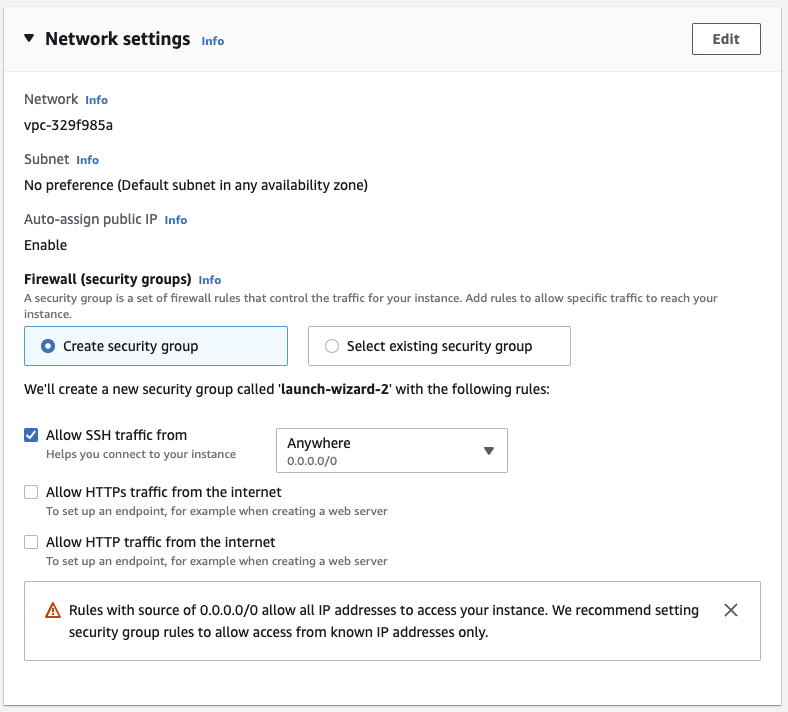 Network settings Info
Edit
Network Info
vpc-329f985a
Subnet Info
No preference (Default subnet in any availability zone)
Auto-assign public IP Info
Enable
Firewall (security groups) Info
A security group is a set of firewall rules that control the traffic for your instance. Add rules to allow specific traffic to reach your
instance.
Create security group
Select existing security group
We'll create a new security group called 'launch-wizard-2' with the following rules:
Allow SSH traffic from
Helps you connect to your instance
Anywhere
0.0.0.0/0
Allow HTTPs traffic from the internet
To set up an endpoint, for example when creating a web server
Allow HTTP traffic from the internet
To set up an endpoint, for example when creating a web server
Rules with source of 0.0.0.0/0 allow all IP addresses to access your instance. We recommend setting
security group rules to allow access from known IP addresses only.